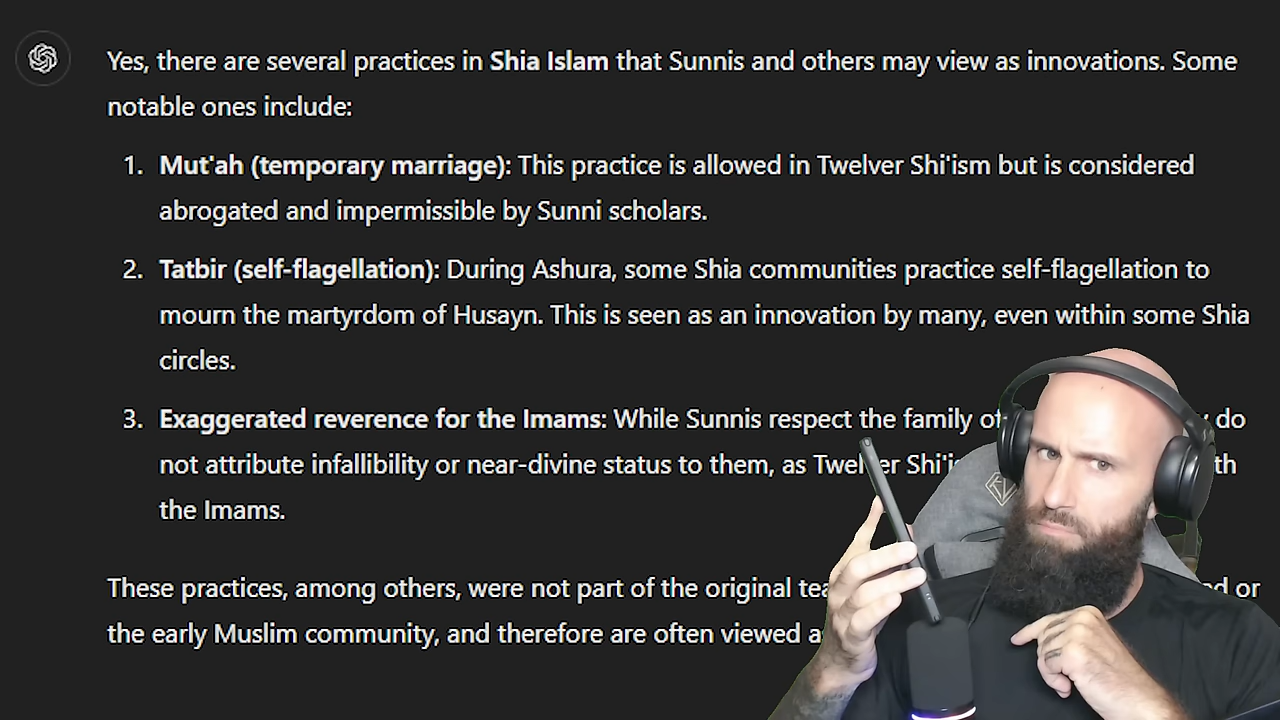 Yes, there are several practices in Shia Islam that Sunnis and others may view as innovations. Some
notable ones include:
1. Mut'ah (temporary marriage): This practice is allowed in Twelver Shi'ism but is considered
abrogated and impermissible by Sunni scholars.
2. Tatbir (self-flagellation): During Ashura, some Shia communities practice self-flagellation to
mourn the martyrdom of Husayn. This is seen as an innovation by many, even within some Shia
circles.
3. Exaggerated reverence for the Imams: While Sunnis respect the family of do
not attribute infallibility or near-divine status to them, as Twelver
the Imams.
These practices, among others, were not part of the original or
the early Muslim community, and therefore are often viewed